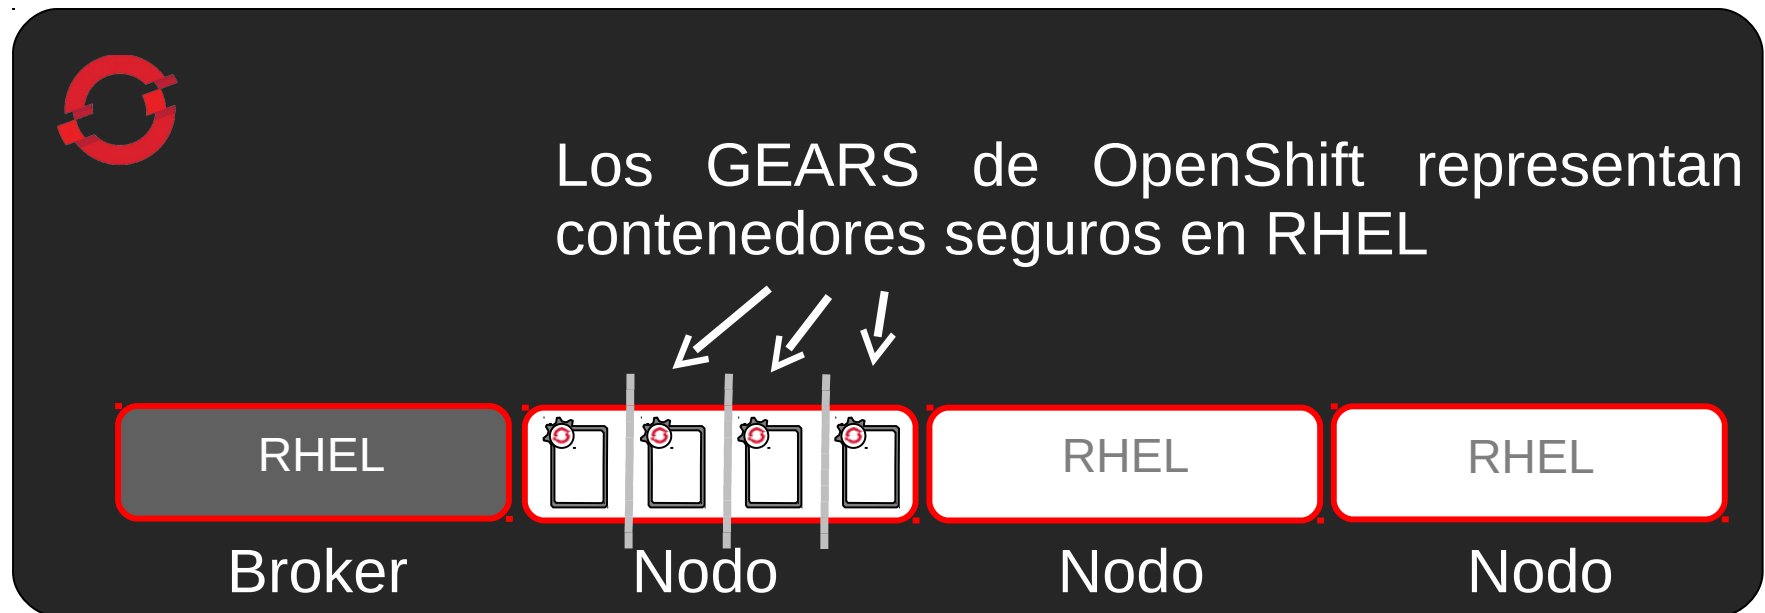 Los GEARS de OpenShift representan
contenedores seguros en RHEL
RHEL
RHEL
RHEL
Broker
Nodo
Nodo
Nodo